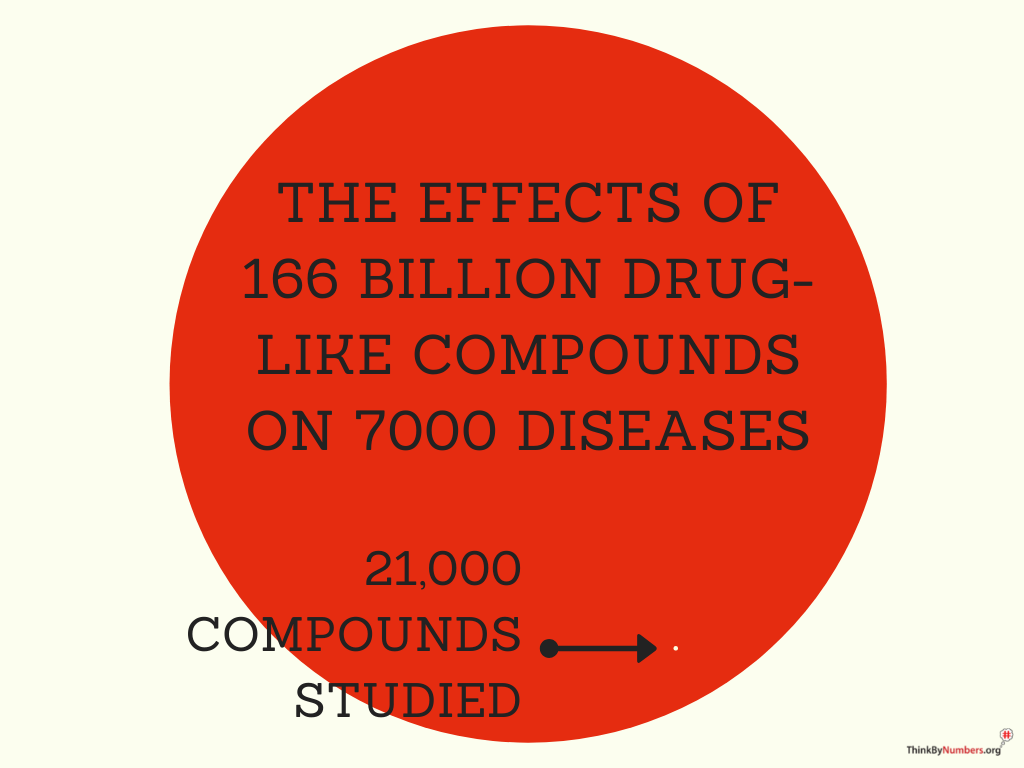 THE EFFECTS OF
166 BILLION DRUG-
LIKE COMPOUNDS
ON 7000 DISEASES
21,000
COMPOUNDS
STUDIED
#
ThinkByNumbers.org